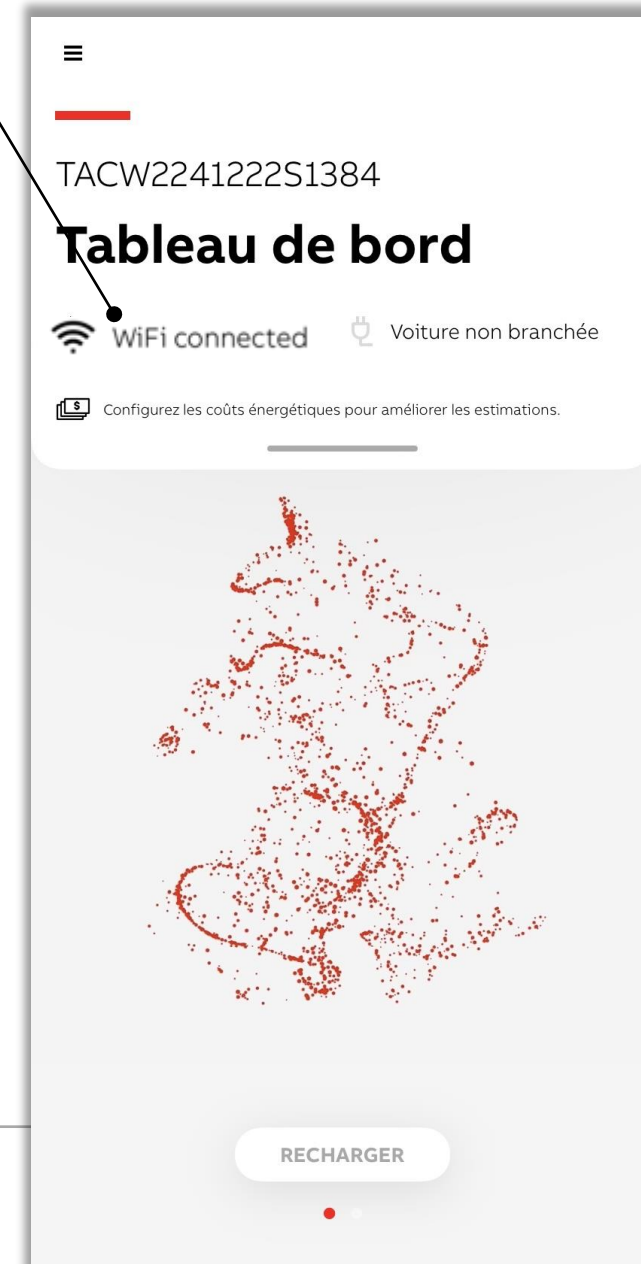 TACW2241222S1384
Tableau de bord
WiFi connected
Voiture non branchée
$
Configurez les coûts énergétiques pour améliorer les estimations.
RECHARGER